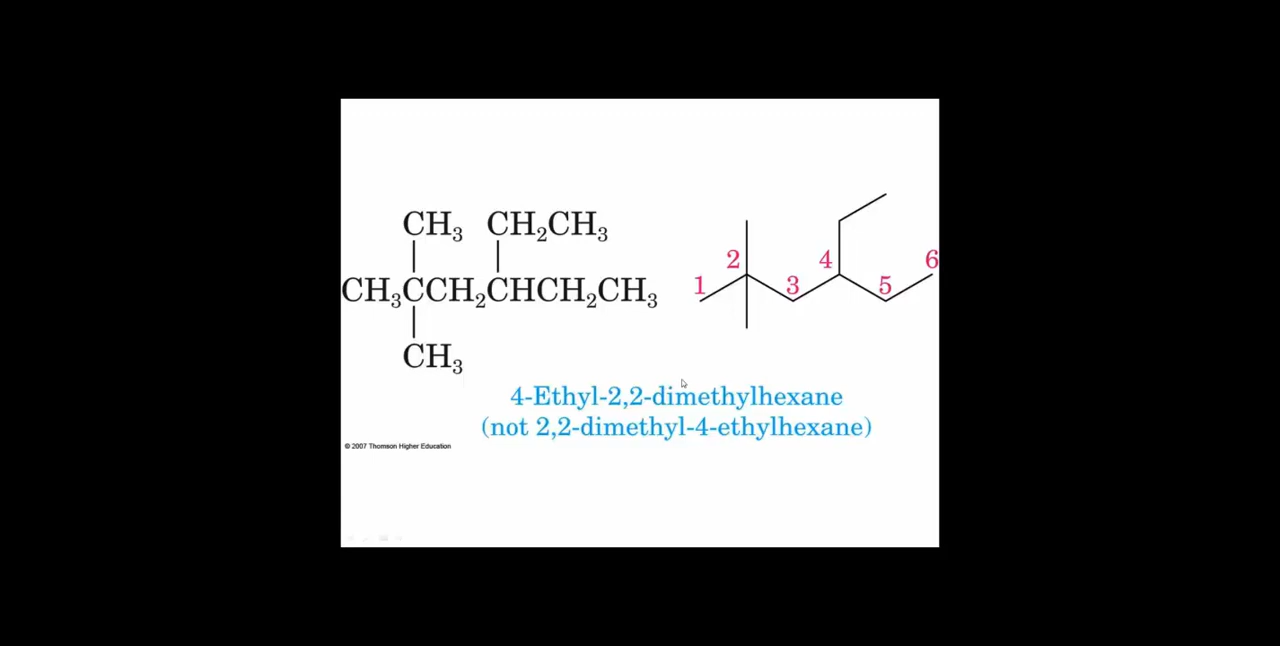 CH₃ CH₂CH₃
CH₃CCH₂CHCH₂CH₃
CH₃
1 2 3 4 5 6
4-Ethyl-2,2-dimethylhexane
(not 2,2-dimethyl-4-ethylhexane)
© 2007 Thomson Higher Education